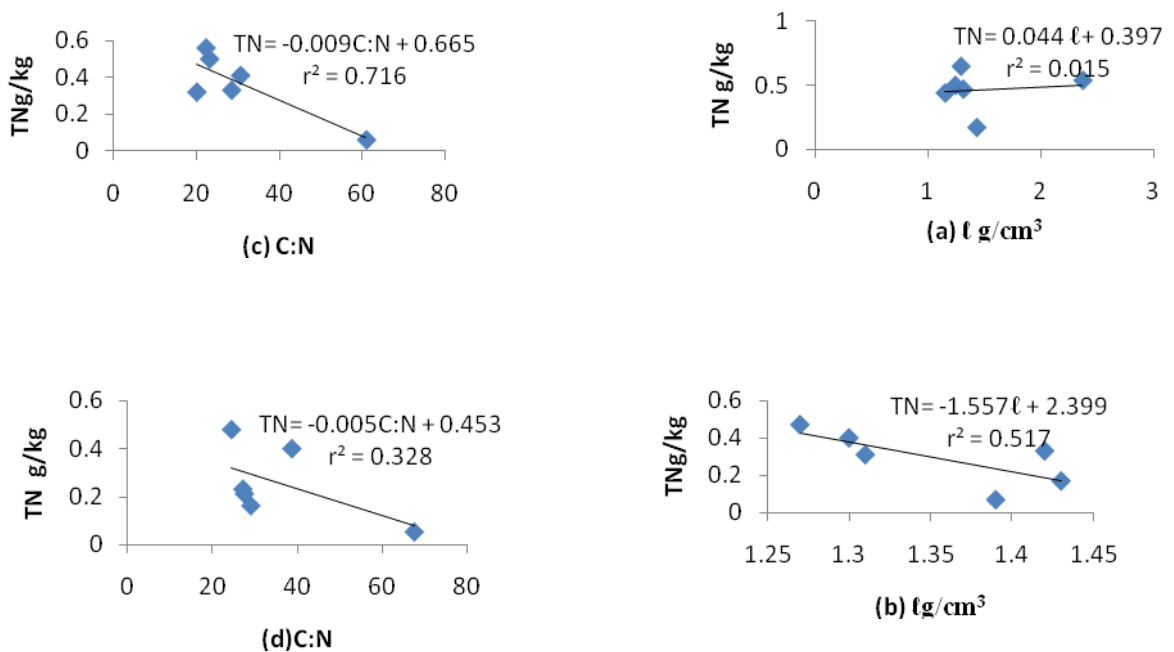 TN= -0.009C:N + 0.665
r² = 0.716
TNg/kg
0.6
0.4
0.2
0
0
20
40
60
80
(c) C:N
TN= 0.044 ℓ+ 0.397
r² = 0.015
TN g/kg
1
0.5
0
0
1
2
3
(a) ℓ g/cm³
TN= -0.005C:N + 0.453
r² = 0.328
TN g/kg
0.6
0.4
0.2
0
0
20
40
60
80
(d)C:N
TN= -1.557ℓ + 2.399
r² = 0.517
TNg/kg
0.6
0.4
0.2
0
1.25
1.3
1.35
1.4
1.45
(b) ℓg/cm³